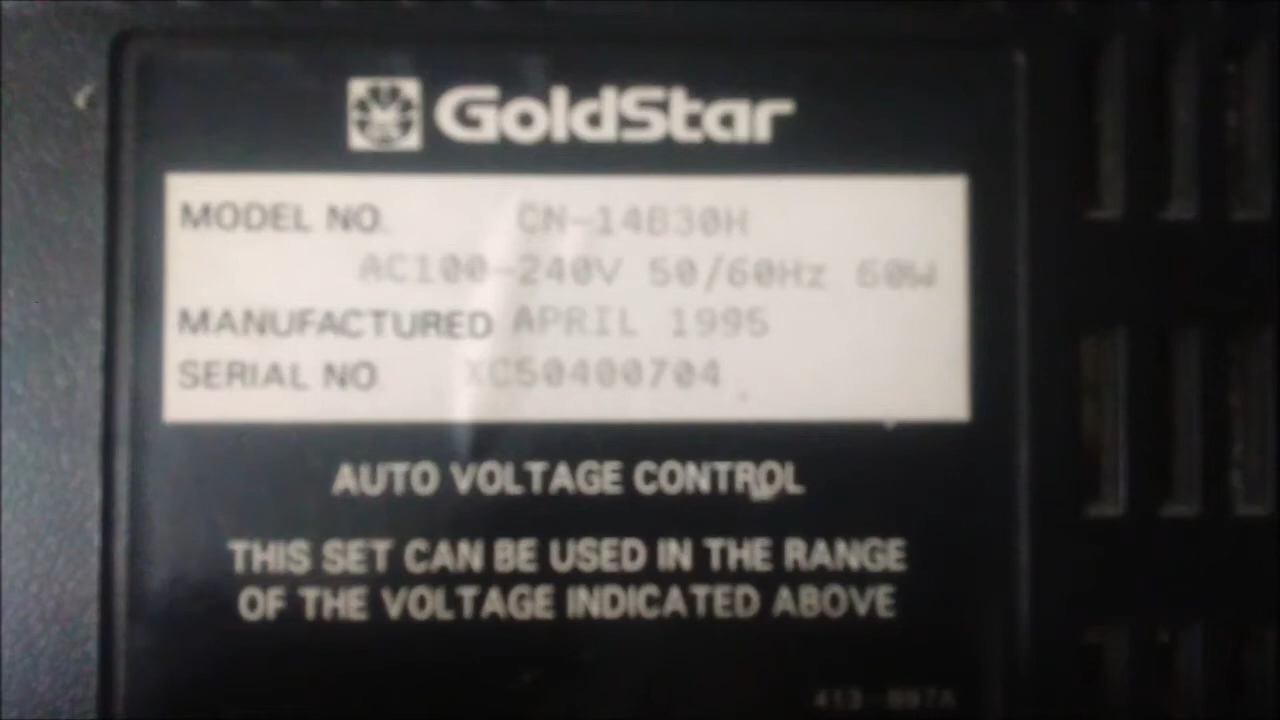 GoldStar
MODEL NO. CN-14B30H
AC100-240V 50/60Hz 60W
MANUFACTURED APRIL 1995
SERIAL NO. XC50400704
AUTO VOLTAGE CONTROL
THIS SET CAN BE USED IN THE RANGE
OF THE VOLTAGE INDICATED ABOVE